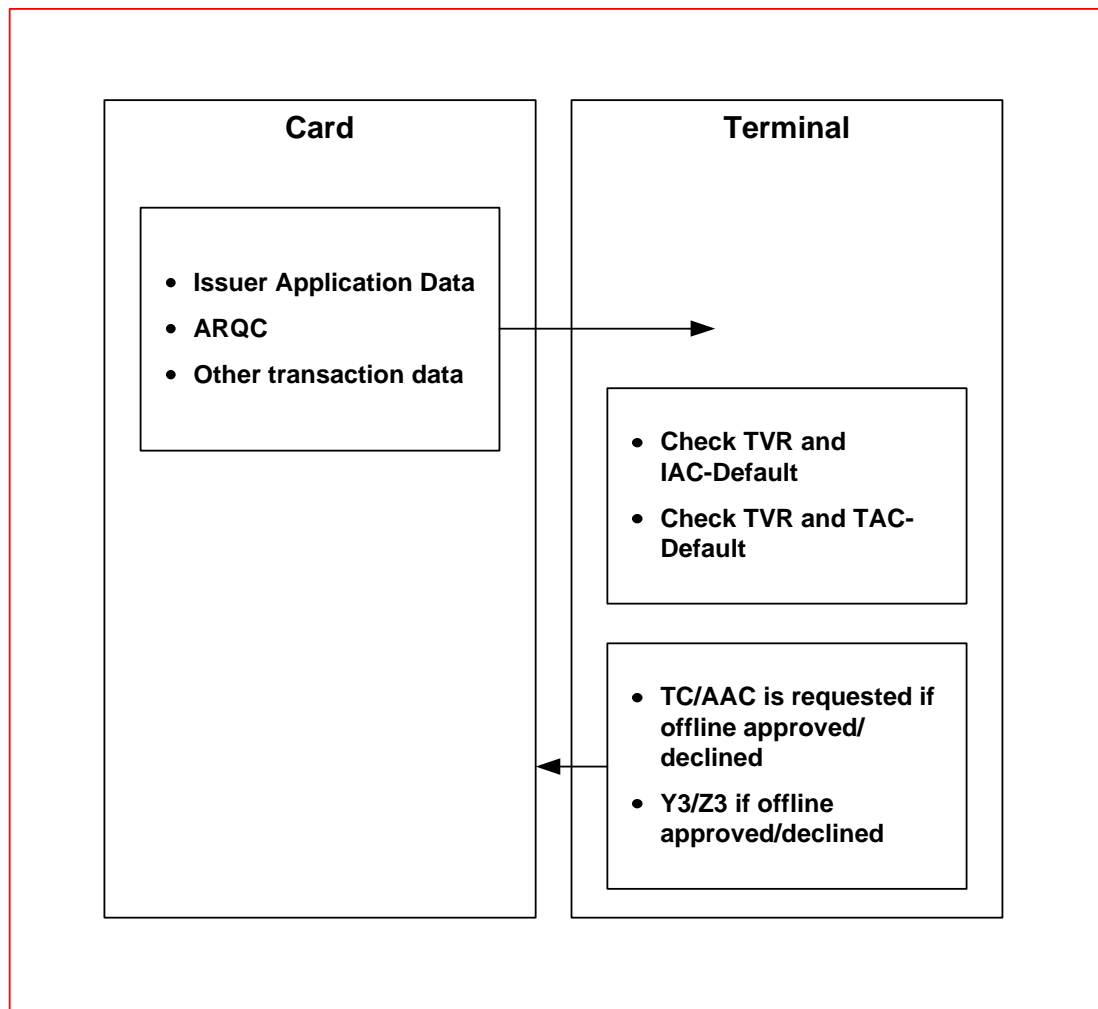 Card
Terminal
• Issuer Application Data
• ARQC
• Other transaction data
• Check TVR and
IAC-Default
• Check TVR and TAC-
Default
• TC/AAC is requested if
offline approved/
declined
• Y3/Z3 if offline
approved/declined